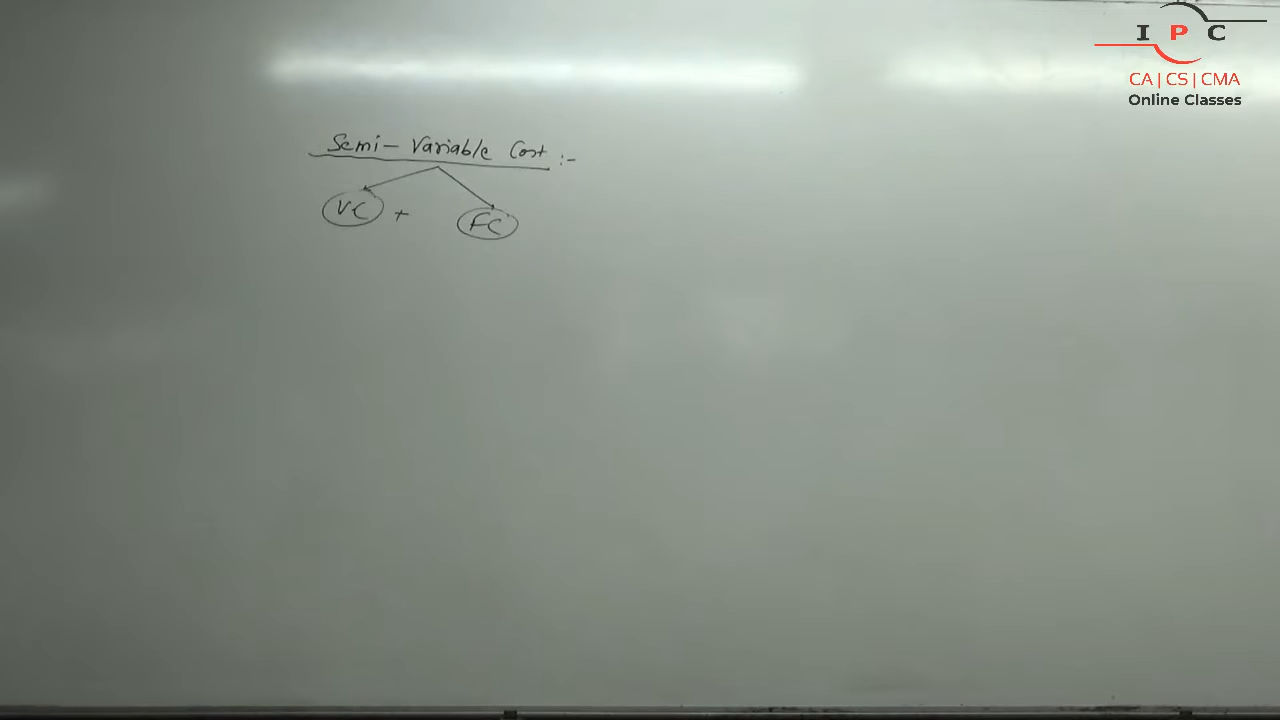 I P C
CA | CS | CMA
Online Classes
Semi - Variable Cost :-
VC + FC